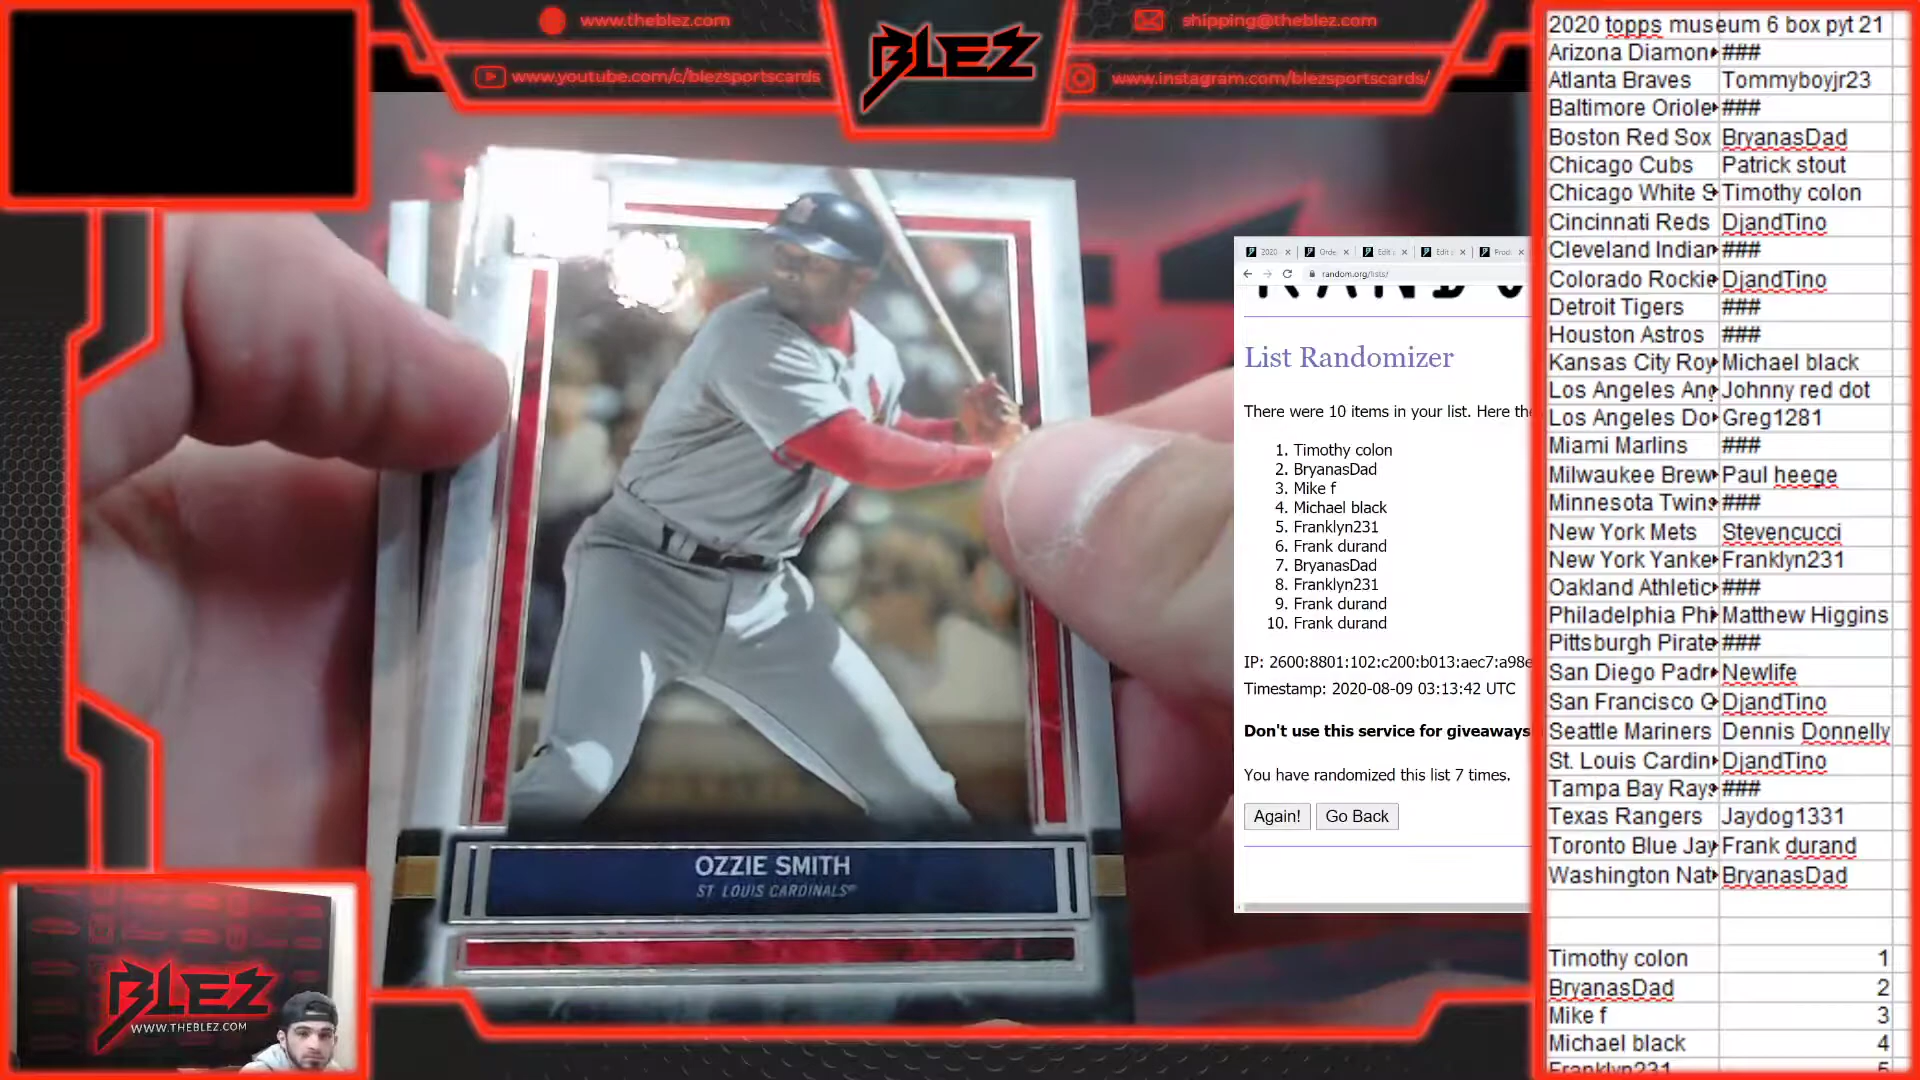 www.theblez.com
shipping@theblez.com
BLEZ
www.youtube.com/c/blezsportscards
www.instagram.com/blezsportscards/
OZZIE SMITH
ST LOUIS CARDINALS®
BLEZ
WWW.THEBLEZ.COM
2020
Orde
Edit
Edit
Prod
random.org/lists/
List Randomizer
There were 10 items in your list. Here the
1. Timothy colon
2. BryanasDad
3. Mike f
4. Michael black
5. Franklyn231
6. Frank durand
7. BryanasDad
8. Franklyn231
9. Frank durand
10. Frank durand
IP: 2600:8801:102:c200:b013:aec7:a98e
Timestamp: 2020-08-09 03:13:42 UTC
Don't use this service for giveaways
You have randomized this list 7 times.
Again! Go Back
2020 topps museum 6 box pyt 21
Arizona Diamon ###
Atlanta Braves Tommyboyjr23
Baltimore Oriole ###
Boston Red Sox BryanasDad
Chicago Cubs Patrick stout
Chicago White S Timothy colon
Cincinnati Reds DjandTino
Cleveland Indian ###
Colorado Rockie DjandTino
Detroit Tigers ###
Houston Astros ###
Kansas City Roy Michael black
Los Angeles Ang Johnny red dot
Los Angeles Do Greg1281
Miami Marlins ###
Milwaukee Brew Paul heege
Minnesota Twins ###
New York Mets Stevencucci
New York Yanke Franklyn231
Oakland Athletic ###
Philadelphia Phi Matthew Higgins
Pittsburgh Pirate ###
San Diego Padr Newlife
San Francisco G DjandTino
Seattle Mariners Dennis Donnelly
St. Louis Cardin DjandTino
Tampa Bay Rays ###
Texas Rangers Jaydog1331
Toronto Blue Jay Frank durand
Washington Nat BryanasDad
Timothy colon 1
BryanasDad 2
Mike f 3
Michael black 4
Franklyn231 5